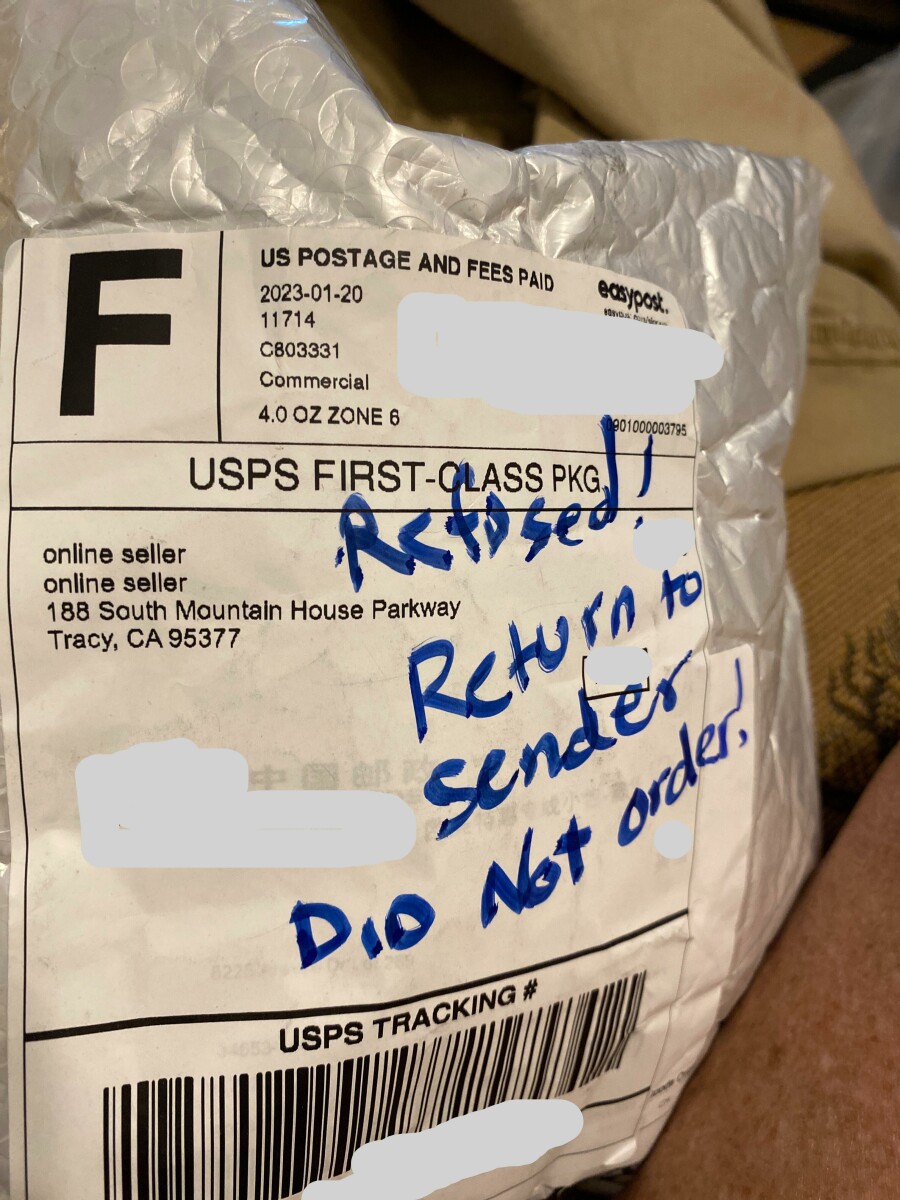 F
US POSTAGE AND FEES PAID
2023-01-20
11714
C803331
Commercial
4.0 OZ ZONE 6
easypost
0901000003795
USPS FIRST-CLASS PKG
Refused!
online seller
online seller
188 South Mountain House Parkway
Tracy, CA 95377
Return to
sender
DID Not order!
USPS TRACKING #